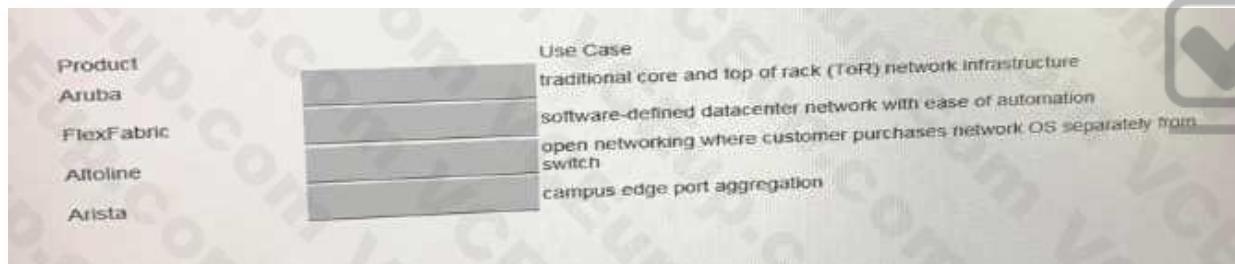 Product
Aruba
FlexFabric
Altoline
Arista
Use Case
traditional core and top of rack (ToR) network infrastructure
software-defined datacenter network with ease of automation
open networking where customer purchases network OS separately from
switch
campus edge port aggregation